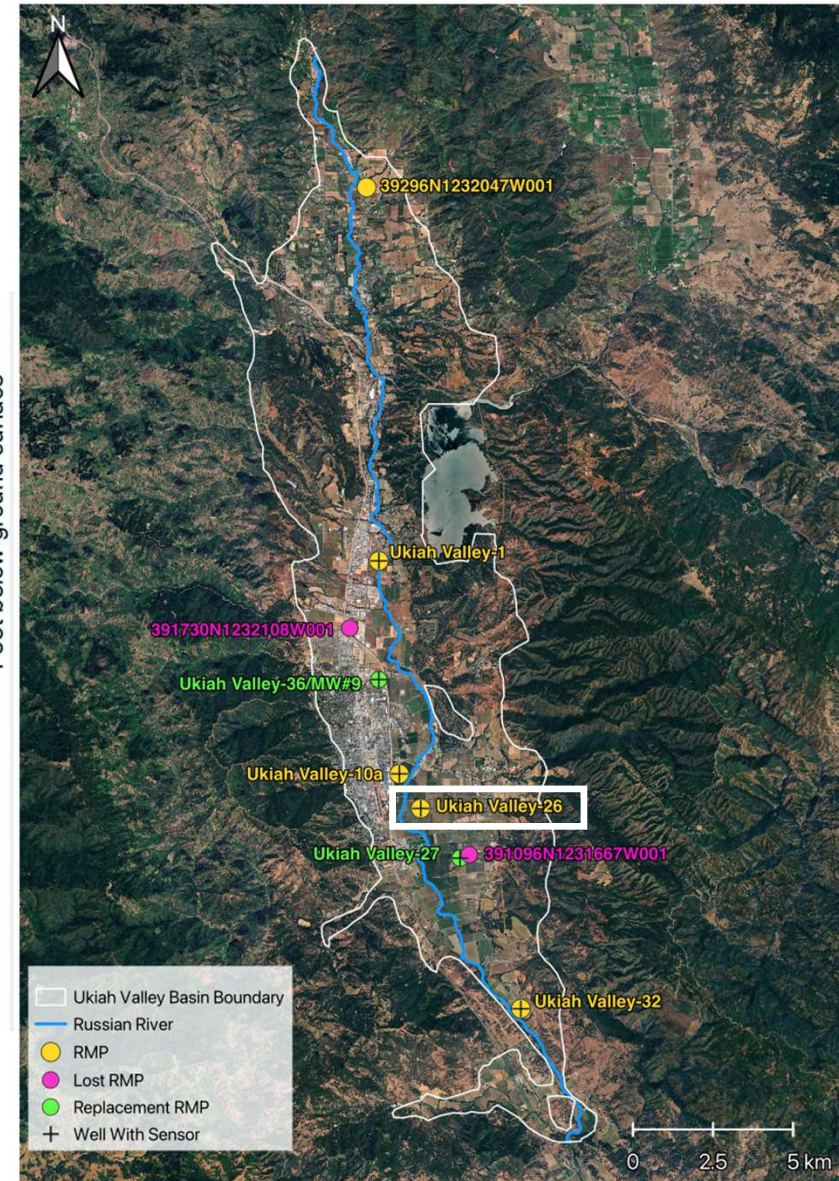 N
39296N1232047W001
Ukiah Valley-1
391730N1232108W001
Ukiah Valley-36/MW#9
Ukiah Valley-10a
Ukiah Valley-26
Ukiah Valley-27
391096N1231667W001
Ukiah Valley-32
Ukiah Valley Basin Boundary
Russian River
RMP
Lost RMP
Replacement RMP
Well With Sensor
0 2.5 5 km